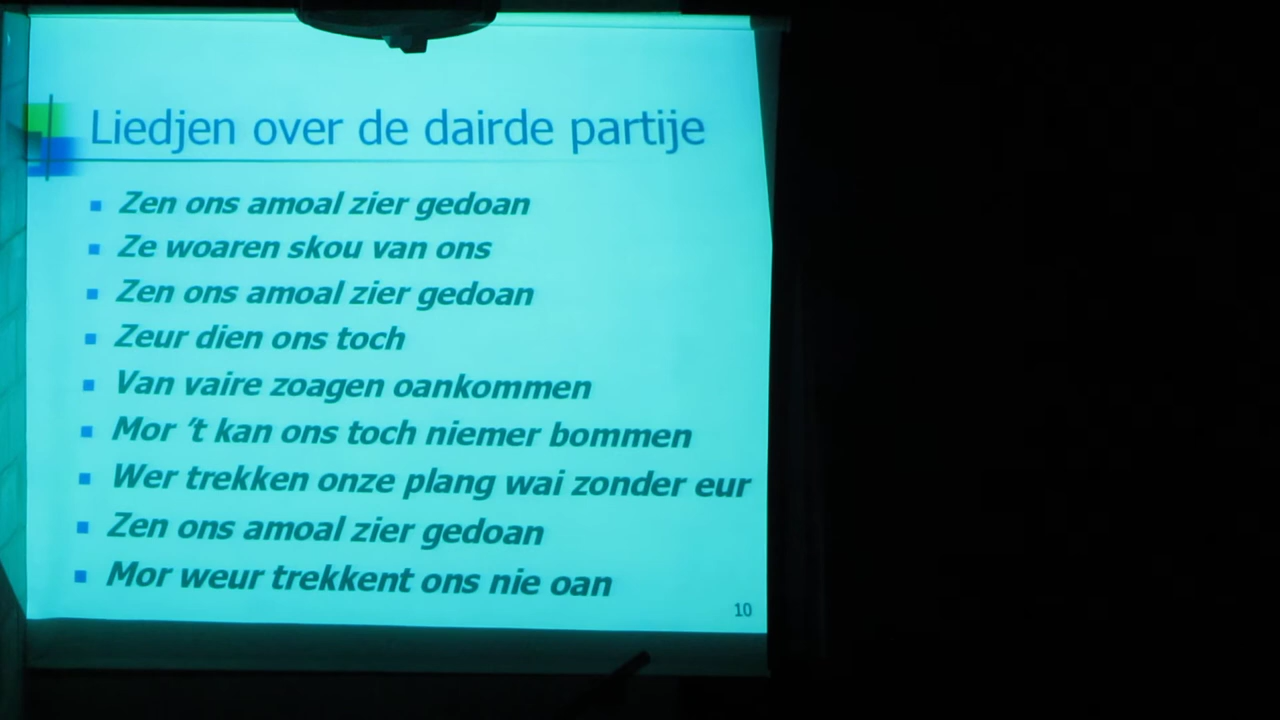 Liedjen over de dairde partije
Zen ons amoal zier gedoan
Ze woaren skou van ons
Zen ons amoal zier gedoan
Zeur dien ons toch
Van vaire zoagen oankommen
Mor 't kan ons toch niemer bommen
Wer trekken onze plang wai zonder eur
Zen ons amoal zier gedoan
Mor weur trekkent ons nie oan
10